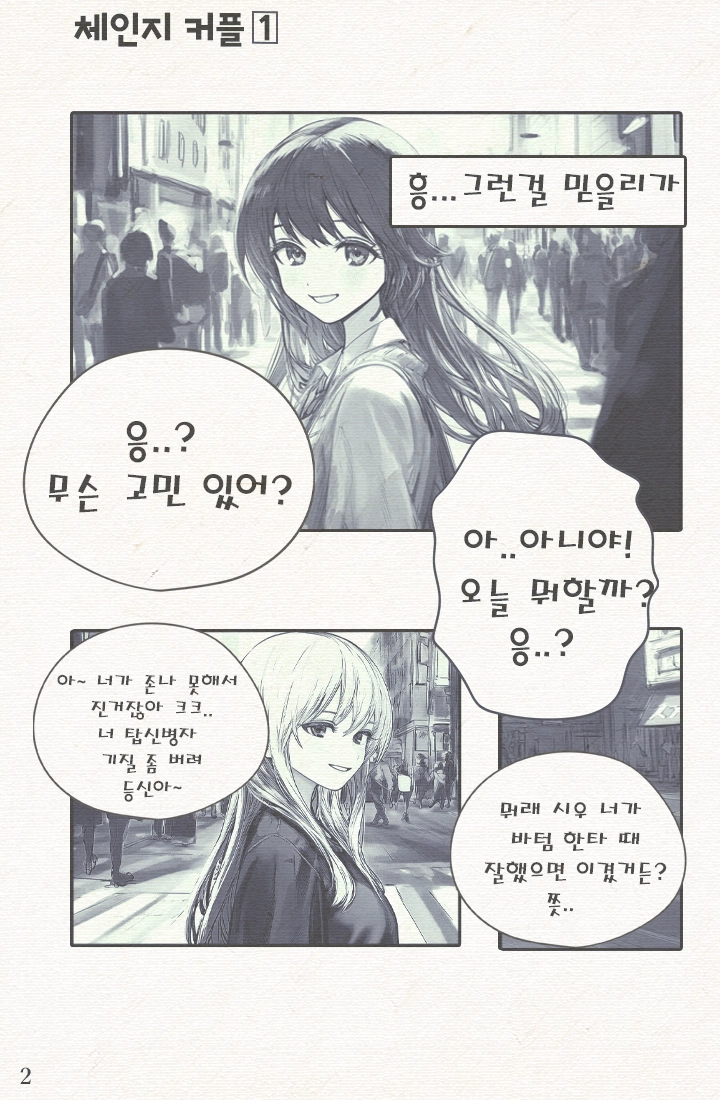 체인지 커플 1
흥...그런걸 믿을리가
응..?
무슨 고민 있어?
아..아니야!
오늘 뭐할까?
응..?
아~ 너가 존나 못해서
진거잖아 크크..
너 탑신병자
기질 좀 버려
등신아~
뭐래 시우 너가
바텀 한타 때
잘했으면 이겼거든?
쯧..
2